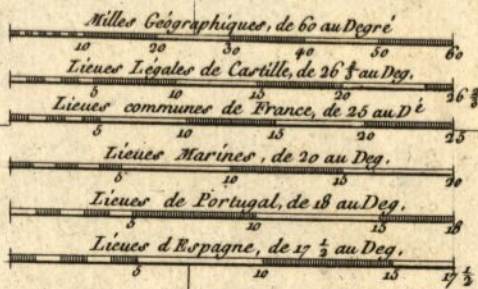 Milles Géographiques, de 60 au Degré
10 20 30 40 50 60
Lieues Légales de Castille, de 26 2/3 au Deg.
5 10 15 20 26 2/3
Lieues communes de France, de 25 au Dé
5 10 15 20 25
Lieues Marines, de 20 au Deg.
5 10 15 20
Lieues de Portugal, de 18 au Deg.
5 10 15 18
Lieues d'Espagne, de 17 1/2 au Deg.
5 10 15 17 1/2